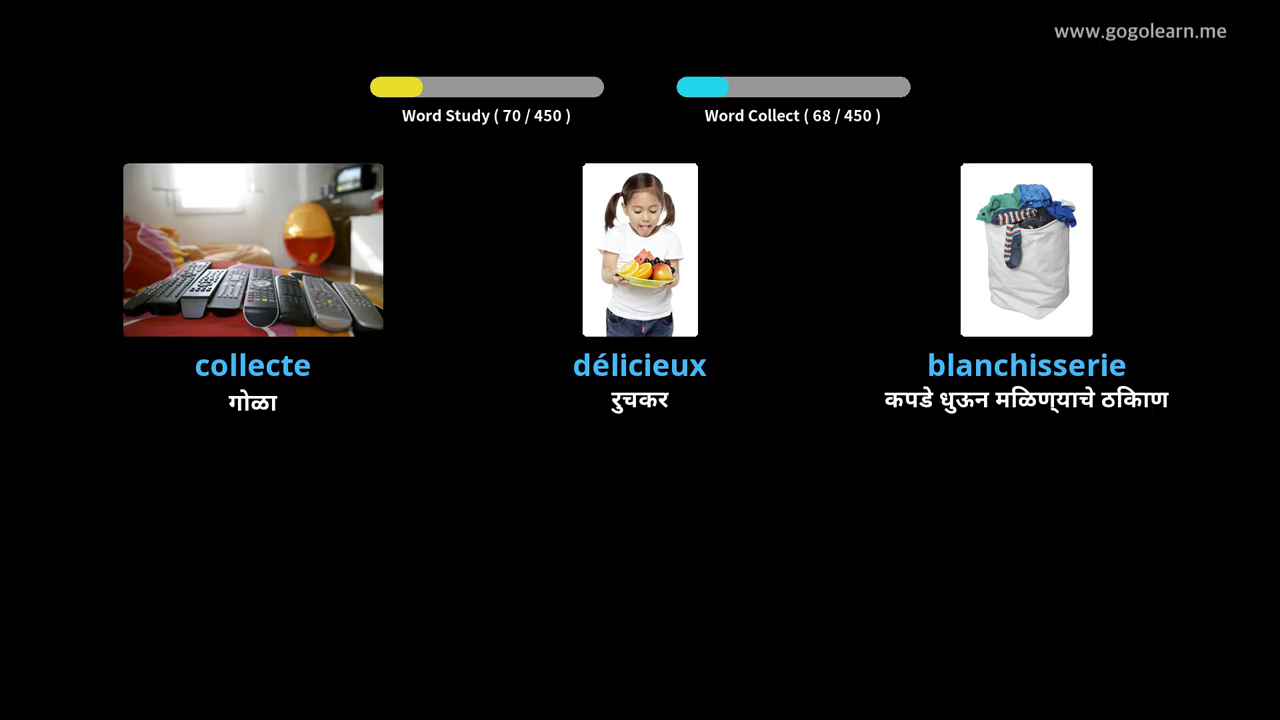 www.gogolearn.me
Word Study ( 70 / 450 )
Word Collect ( 68 / 450 )
collecte
délicieux
blanchisserie
गोळा
रुचकर
कपडे धुऊन मळिण्याचे ठकिाण